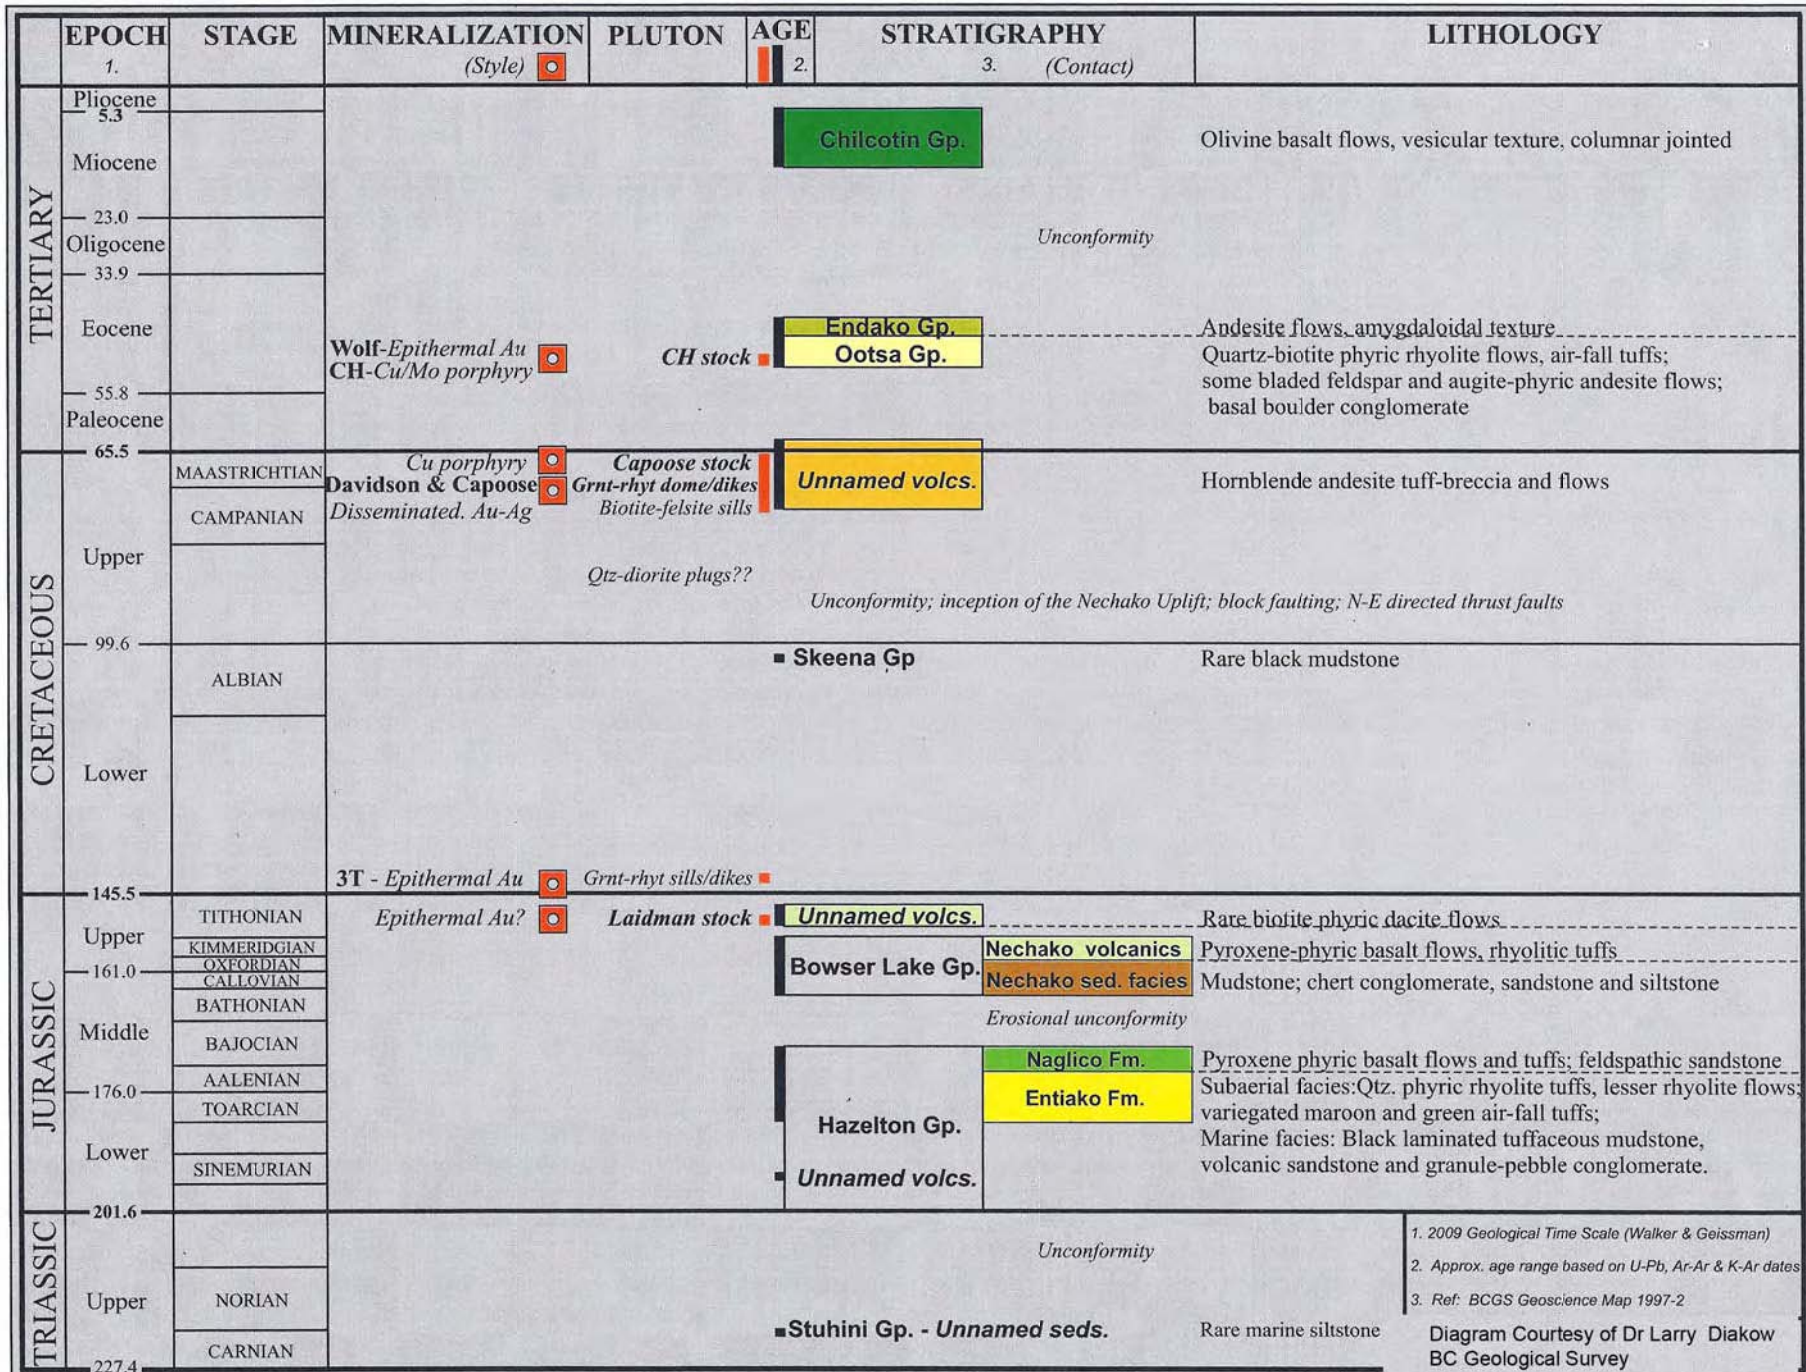 EPOCH STAGE MINERALIZATION PLUTON AGE STRATIGRAPHY LITHOLOGY
1. (Style) 2. 3. (Contact)
TERTIARY
Pliocene
5.3
Chilcotin Gp. Olivine basalt flows, vesicular texture, columnar jointed
Miocene
23.0
Oligocene Unconformity
33.9
Eocene Endako Gp. Andesite flows, amygdaloidal texture
Wolf-Epithermal Au CH stock Ootsa Gp. Quartz-biotite phyric rhyolite flows, air-fall tuffs;
CH-Cu/Mo porphyry some bladed feldspar and augite-phyric andesite flows;
55.8
basal boulder conglomerate
Paleocene
65.5
CRETACEOUS
MAASTRICHTIAN Cu porphyry Capoose stock
Davidson & Capoose Grnt-rhyt dome/dikes Unnamed volcs. Hornblende andesite tuff-breccia and flows
CAMPANIAN Disseminated. Au-Ag Biotite-felsite sills
Upper
Qtz-diorite plugs??
Unconformity; inception of the Nechako Uplift; block faulting; N-E directed thrust faults
99.6
Skeena Gp Rare black mudstone
ALBIAN
Lower
3T - Epithermal Au Grnt-rhyt sills/dikes
145.5
JURASSIC
TITHONIAN Epithermal Au? Laidman stock Unnamed volcs. Rare biotite phyric dacite flows
Upper
KIMMERIDGIAN Nechako volcanics Pyroxene-phyric basalt flows, rhyolitic tuffs
OXFORDIAN Bowser Lake Gp.
161.0
CALLOVIAN Nechako sed. facies Mudstone; chert conglomerate, sandstone and siltstone
BATHONIAN
Erosional unconformity
Middle
BAJOCIAN
Naglico Fm. Pyroxene phyric basalt flows and tuffs; feldspathic sandstone
AALENIAN Subaerial facies:Qtz. phyric rhyolite tuffs, lesser rhyolite flows;
176.0 Entiako Fm.
TOARCIAN variegated maroon and green air-fall tuffs;
Hazelton Gp. Marine facies: Black laminated tuffaceous mudstone,
Lower
SINEMURIAN volcanic sandstone and granule-pebble conglomerate.
Unnamed volcs.
201.6
TRIASSIC
Unconformity
Upper NORIAN
Stuhini Gp. - Unnamed seds. Rare marine siltstone
CARNIAN
227.4
1. 2009 Geological Time Scale (Walker & Geissman)
2. Approx. age range based on U-Pb, Ar-Ar & K-Ar dates
3. Ref: BCGS Geoscience Map 1997-2
Diagram Courtesy of Dr Larry Diakow
BC Geological Survey